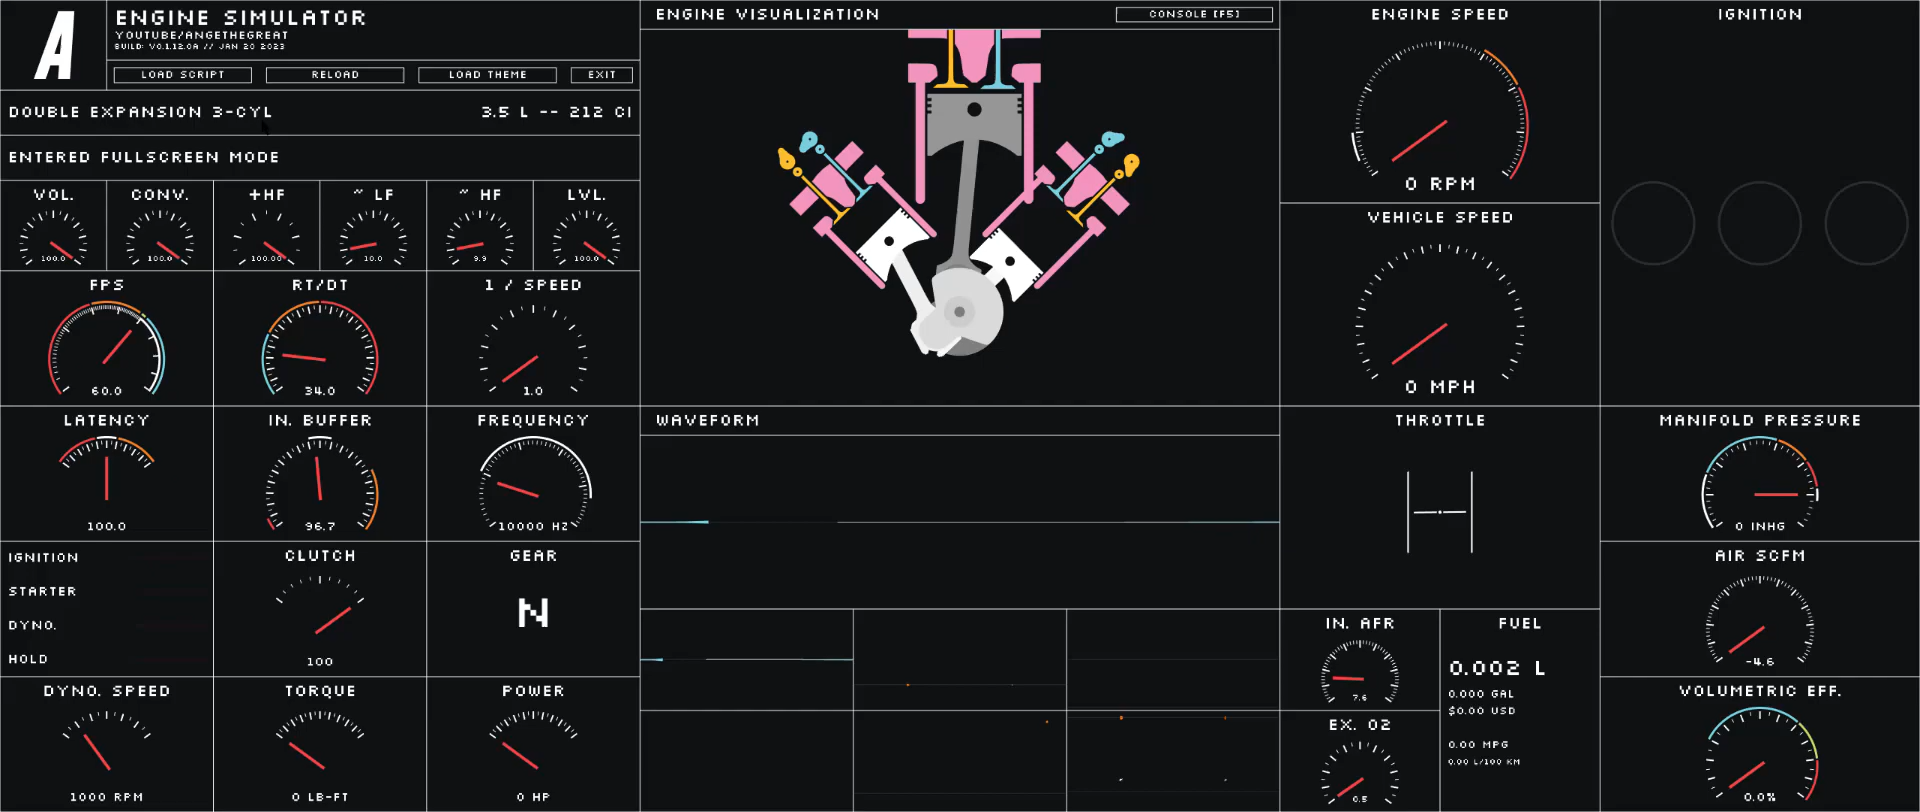 A
ENGINE SIMULATOR
YOUTUBE/ANGETHEGREAT
BUILD: V0.1.12.0A // JAN 20 2023
LOAD SCRIPT
RELOAD
LOAD THEME
EXIT
DOUBLE EXPANSION 3-CYL
3.5 L -- 212 CI
ENTERED FULLSCREEN MODE
VOL.
CONV.
+HF
~ LF
~ HF
LVL.
100.0
100.0
100.00
10.0
9.9
100.0
FPS
RT/DT
1 / SPEED
60.0
34.0
1.0
LATENCY
IN. BUFFER
FREQUENCY
100.0
96.7
10000 HZ
IGNITION
STARTER
DYNO.
HOLD
CLUTCH
100
GEAR
N
DYNO. SPEED
TORQUE
POWER
1000 RPM
0 LB-FT
0 HP
ENGINE VISUALIZATION
CONSOLE [F5]
WAVEFORM
ENGINE SPEED
0 RPM
VEHICLE SPEED
0 MPH
THROTTLE
IN. AFR
7.6
EX. O2
0.5
FUEL
0.002 L
0.000 GAL
$0.00 USD
0.00 MPG
0.00 L/100 KM
IGNITION
MANIFOLD PRESSURE
0 INHG
AIR SCFM
-4.6
VOLUMETRIC EFF.
0.0%